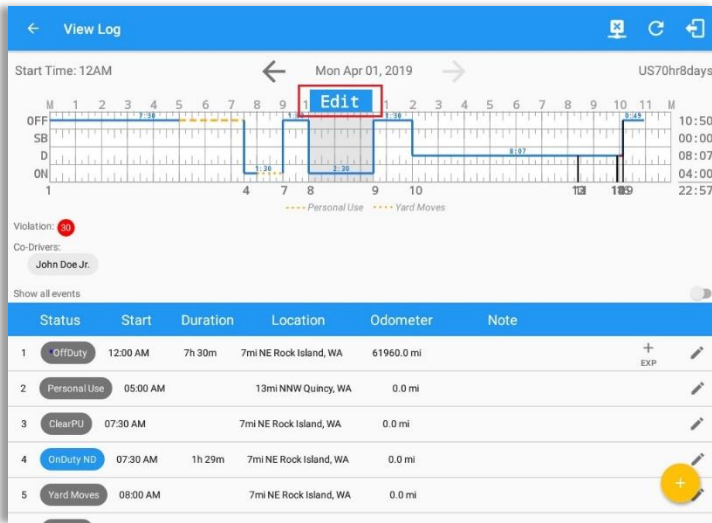 View Log
Start Time: 12AM Mon Apr 01, 2019 US70hr8days
Edit
M 1 2 3 4 5 6 7 8 9 1 1 2 3 4 5 6 7 8 9 10 11 M
OFF 7:30 1:30 0:49 10:50
SB 00:00
D 8:07 08:07
ON 1:30 2:30 04:00
1 4 7 8 9 10 22:57
Personal Use Yard Moves
Violation: 30
Co-Drivers:
John Doe Jr.
Show all events
Status Start Duration Location Odometer Note
1 *OffDuty 12:00 AM 7h 30m 7mi NE Rock Island, WA 61960.0 mi + EXP
2 Personal Use 05:00 AM 13mi NNW Quincy, WA 0.0 mi
3 ClearPU 07:30 AM 7mi NE Rock Island, WA 0.0 mi
4 OnDuty ND 07:30 AM 1h 29m 7mi NE Rock Island, WA 0.0 mi
5 Yard Moves 08:00 AM 7mi NE Rock Island, WA 0.0 mi
+